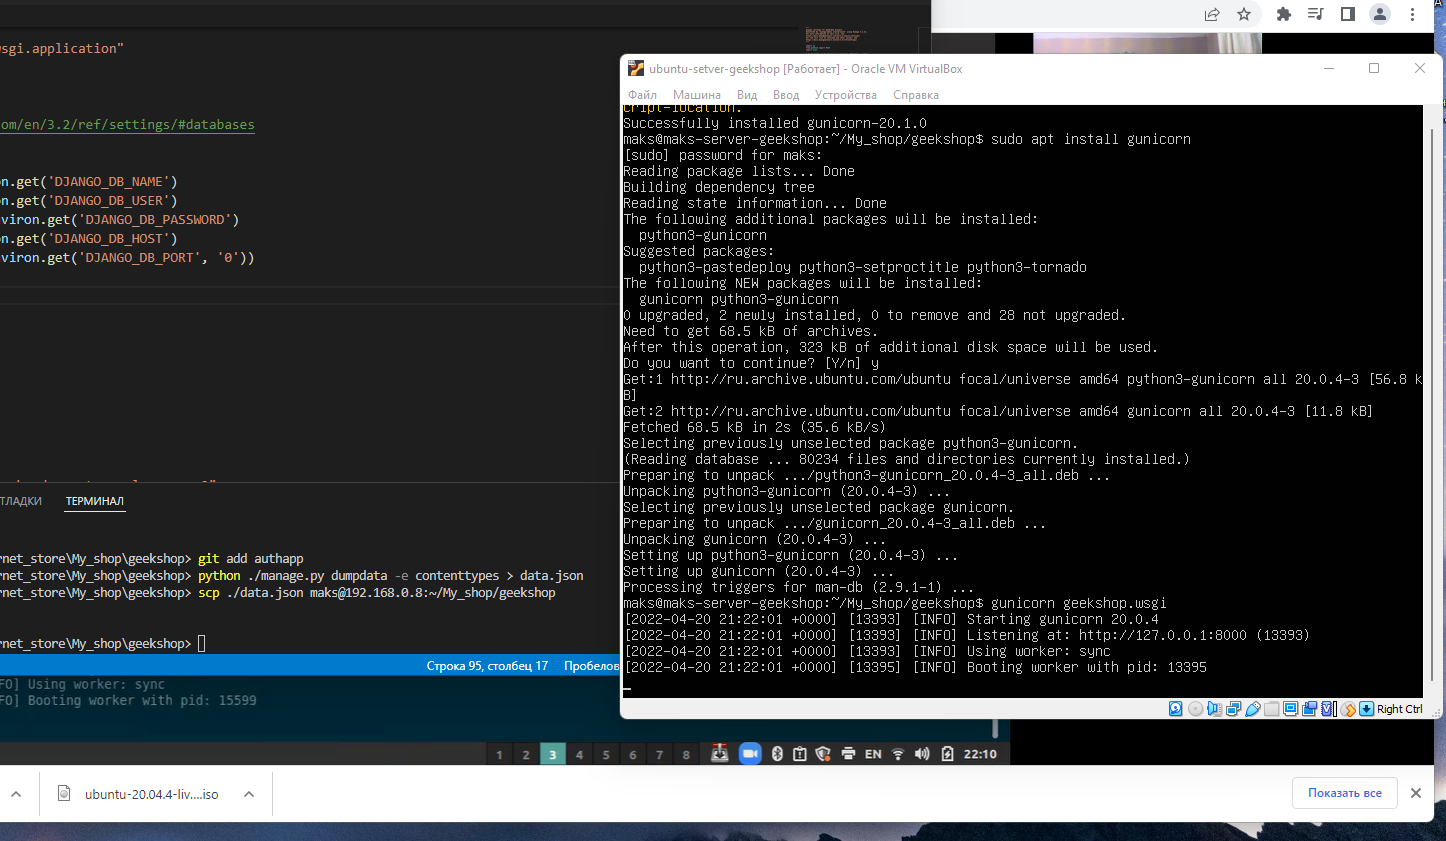 wsgi.application"
om/en/3.2/ref/settings/#databases
n.get('DJANGO_DB_NAME')
on.get('DJANGO_DB_USER')
viron.get('DJANGO_DB_PASSWORD')
n.get('DJANGO_DB_HOST')
viron.get('DJANGO_DB_PORT', '0'))
ТЛАДКИ ТЕРМИНАЛ
rnet_store\My_shop\geekshop> git add authapp
rnet_store\My_shop\geekshop> python ./manage.py dumpdata -e contenttypes > data.json
rnet_store\My_shop\geekshop> scp ./data.json maks@192.168.0.8:~/My_shop/geekshop
rnet_store\My_shop\geekshop>
Строка 95, столбец 17 Пробелов
FO] Using worker: sync
FO] Booting worker with pid: 15599
ubuntu-setver-geekshop [Работает] - Oracle VM VirtualBox
Файл Машина Вид Ввод Устройства Справка
cript-location.
Successfully installed gunicorn-20.1.0
maks@maks-server-geekshop:~/My_shop/geekshop$ sudo apt install gunicorn
[sudo] password for maks:
Reading package lists... Done
Building dependency tree
Reading state information... Done
The following additional packages will be installed:
python3-gunicorn
Suggested packages:
python3-pastedeploy python3-setproctitle python3-tornado
The following NEW packages will be installed:
gunicorn python3-gunicorn
0 upgraded, 2 newly installed, 0 to remove and 28 not upgraded.
Need to get 68.5 kB of archives.
After this operation, 323 kB of additional disk space will be used.
Do you want to continue? [Y/n] y
Get:1 http://ru.archive.ubuntu.com/ubuntu focal/universe amd64 python3-gunicorn all 20.0.4-3 [56.8 k
B]
Get:2 http://ru.archive.ubuntu.com/ubuntu focal/universe amd64 gunicorn all 20.0.4-3 [11.8 kB]
Fetched 68.5 kB in 2s (35.6 kB/s)
Selecting previously unselected package python3-gunicorn.
(Reading database ... 80234 files and directories currently installed.)
Preparing to unpack .../python3-gunicorn_20.0.4-3_all.deb ...
Unpacking python3-gunicorn (20.0.4-3) ...
Selecting previously unselected package gunicorn.
Preparing to unpack .../gunicorn_20.0.4-3_all.deb ...
Unpacking gunicorn (20.0.4-3) ...
Setting up python3-gunicorn (20.0.4-3) ...
Setting up gunicorn (20.0.4-3) ...
Processing triggers for man-db (2.9.1-1) ...
maks@maks-server-geekshop:~/My_shop/geekshop$ gunicorn geekshop.wsgi
[2022-04-20 21:22:01 +0000] [13393] [INFO] Starting gunicorn 20.0.4
[2022-04-20 21:22:01 +0000] [13393] [INFO] Listening at: http://127.0.0.1:8000 (13393)
[2022-04-20 21:22:01 +0000] [13393] [INFO] Using worker: sync
[2022-04-20 21:22:01 +0000] [13395] [INFO] Booting worker with pid: 13395
Right Ctrl
1 2 3 4 5 6 7 8 EN 22:10
ubuntu-20.04.4-liv....iso
Показать все